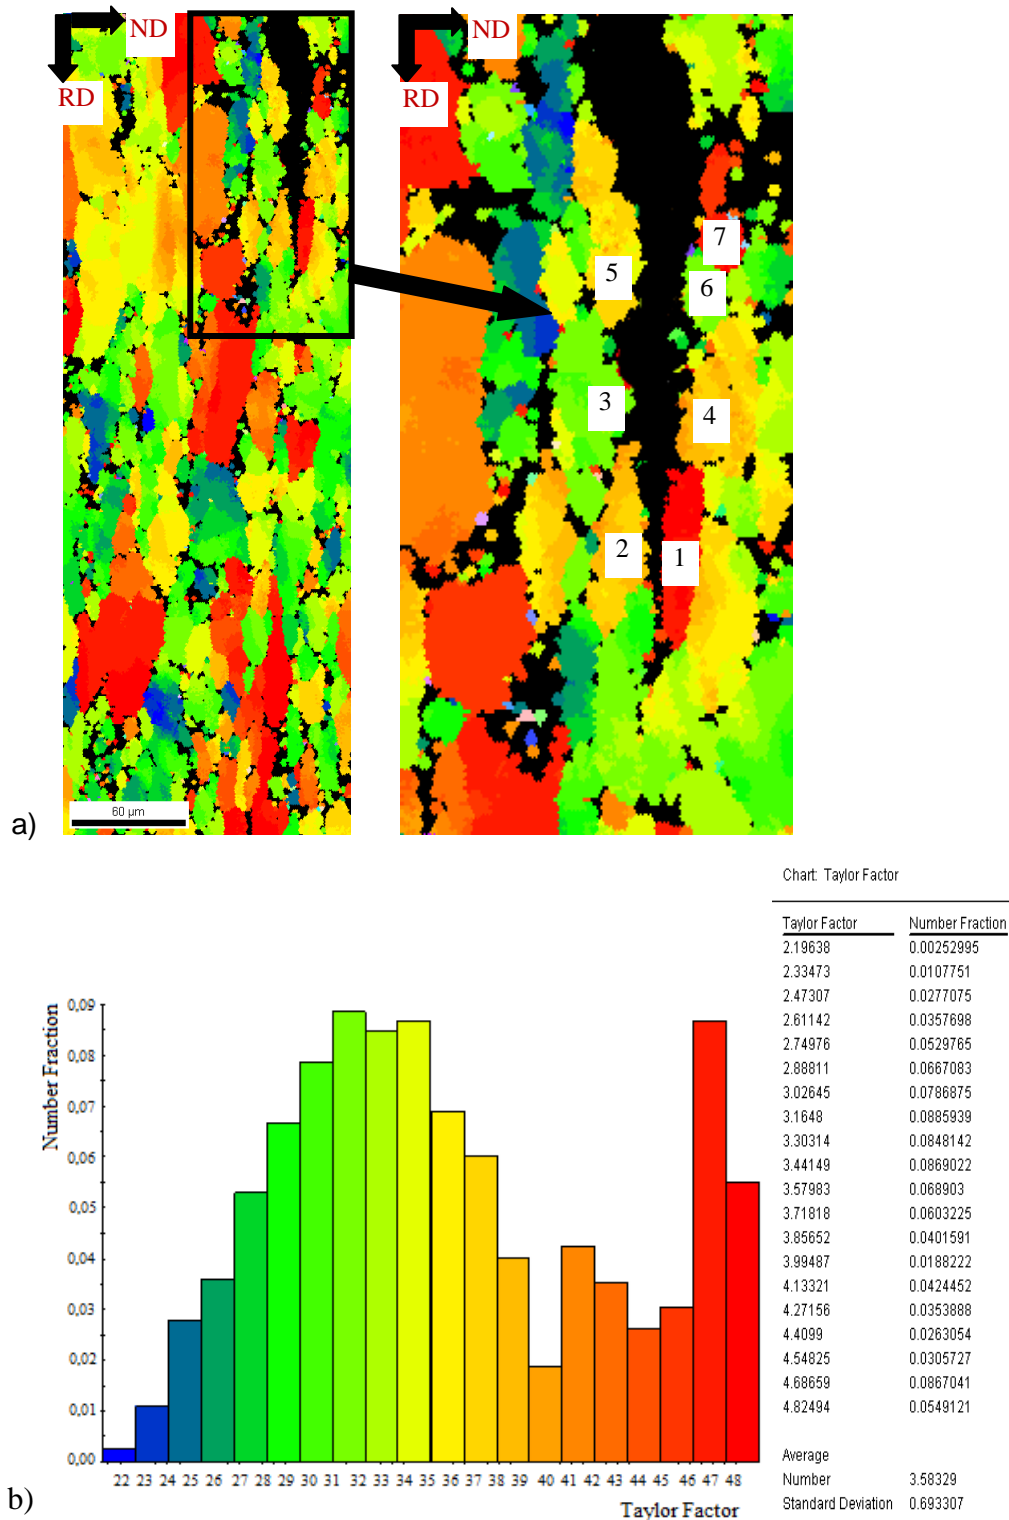 ND
RD
ND
RD
7
5
6
3
4
2
1
60 µm
a)
Chart: Taylor Factor
Taylor Factor Number Fraction
2.19638 0.00252995
2.33473 0.0107751
2.47307 0.0277075
2.61142 0.0357698
2.74976 0.0529765
2.88811 0.0667083
3.02645 0.0786875
3.1648 0.0885939
3.30314 0.0848142
3.44149 0.0869022
3.57983 0.068903
3.71818 0.0603225
3.85652 0.0401591
3.99487 0.0188222
4.13321 0.0424452
4.27156 0.0353888
4.4099 0.0263054
4.54825 0.0305727
4.68659 0.0867041
4.82494 0.0549121
Average
Number 3.58329
Standard Deviation 0.693307
Number Fraction
0,09
0,08
0,07
0,06
0,05
0,04
0,03
0,02
0,01
0,00
22 23 24 25 26 27 28 29 30 31 32 33 34 35 36 37 38 39 40 41 42 43 44 45 46 47 48
Taylor Factor
b)